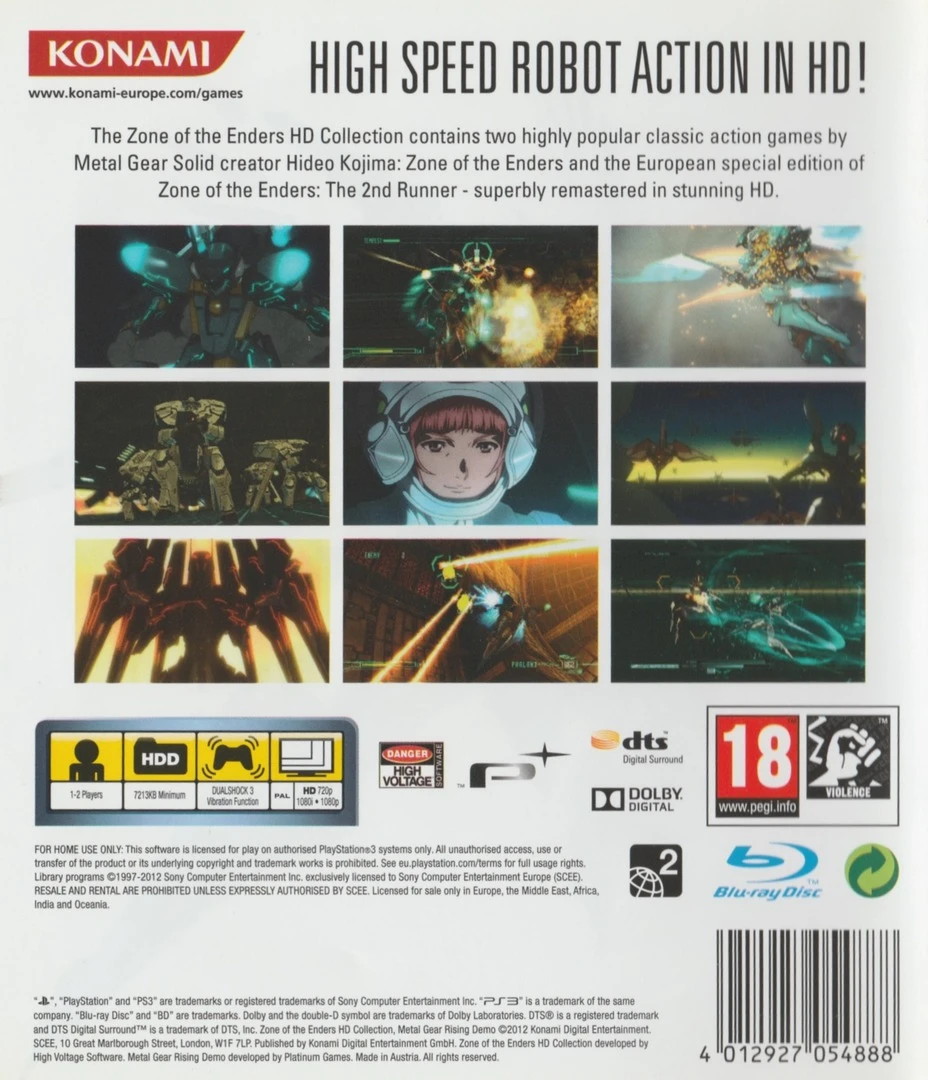 KONAMI
www.konami-europe.com/games
HIGH SPEED ROBOT ACTION IN HD!
The Zone of the Enders HD Collection contains two highly popular classic action games by
Metal Gear Solid creator Hideo Kojima: Zone of the Enders and the European special edition of
Zone of the Enders: The 2nd Runner - superbly remastered in stunning HD.
TEMPEST
ENEMY 2
PHALANX
HDD
1-2 Players
7213KB Minimum
DUALSHOCK 3
Vibration Function
PAL
HD 720p
1080i • 1080p
DANGER
HIGH
VOLTAGE
SOFTWARE
P ™
dts™
Digital Surround
DOLBY
DIGITAL
18™
www.pegi.info
™
VIOLENCE
FOR HOME USE ONLY: This software is licensed for play on authorised PlayStation®3 systems only. All unauthorised access, use or
transfer of the product or its underlying copyright and trademark works is prohibited. See eu.playstation.com/terms for full usage rights.
Library programs ©1997-2012 Sony Computer Entertainment Inc. exclusively licensed to Sony Computer Entertainment Europe (SCEE).
RESALE AND RENTAL ARE PROHIBITED UNLESS EXPRESSLY AUTHORISED BY SCEE. Licensed for sale only in Europe, the Middle East, Africa,
India and Oceania.
2
Blu-ray Disc™
"PS", "PlayStation" and "PS3" are trademarks or registered trademarks of Sony Computer Entertainment Inc. "PS3" is a trademark of the same
company. "Blu-ray Disc" and "BD" are trademarks. Dolby and the double-D symbol are trademarks of Dolby Laboratories. DTS® is a registered trademark
and DTS Digital Surround™ is a trademark of DTS, Inc. Zone of the Enders HD Collection, Metal Gear Rising Demo ©2012 Konami Digital Entertainment.
SCEE, 10 Great Marlborough Street, London, W1F 7LP. Published by Konami Digital Entertainment GmbH. Zone of the Enders HD Collection developed by
High Voltage Software. Metal Gear Rising Demo developed by Platinum Games. Made in Austria. All rights reserved.
4 012927 054888